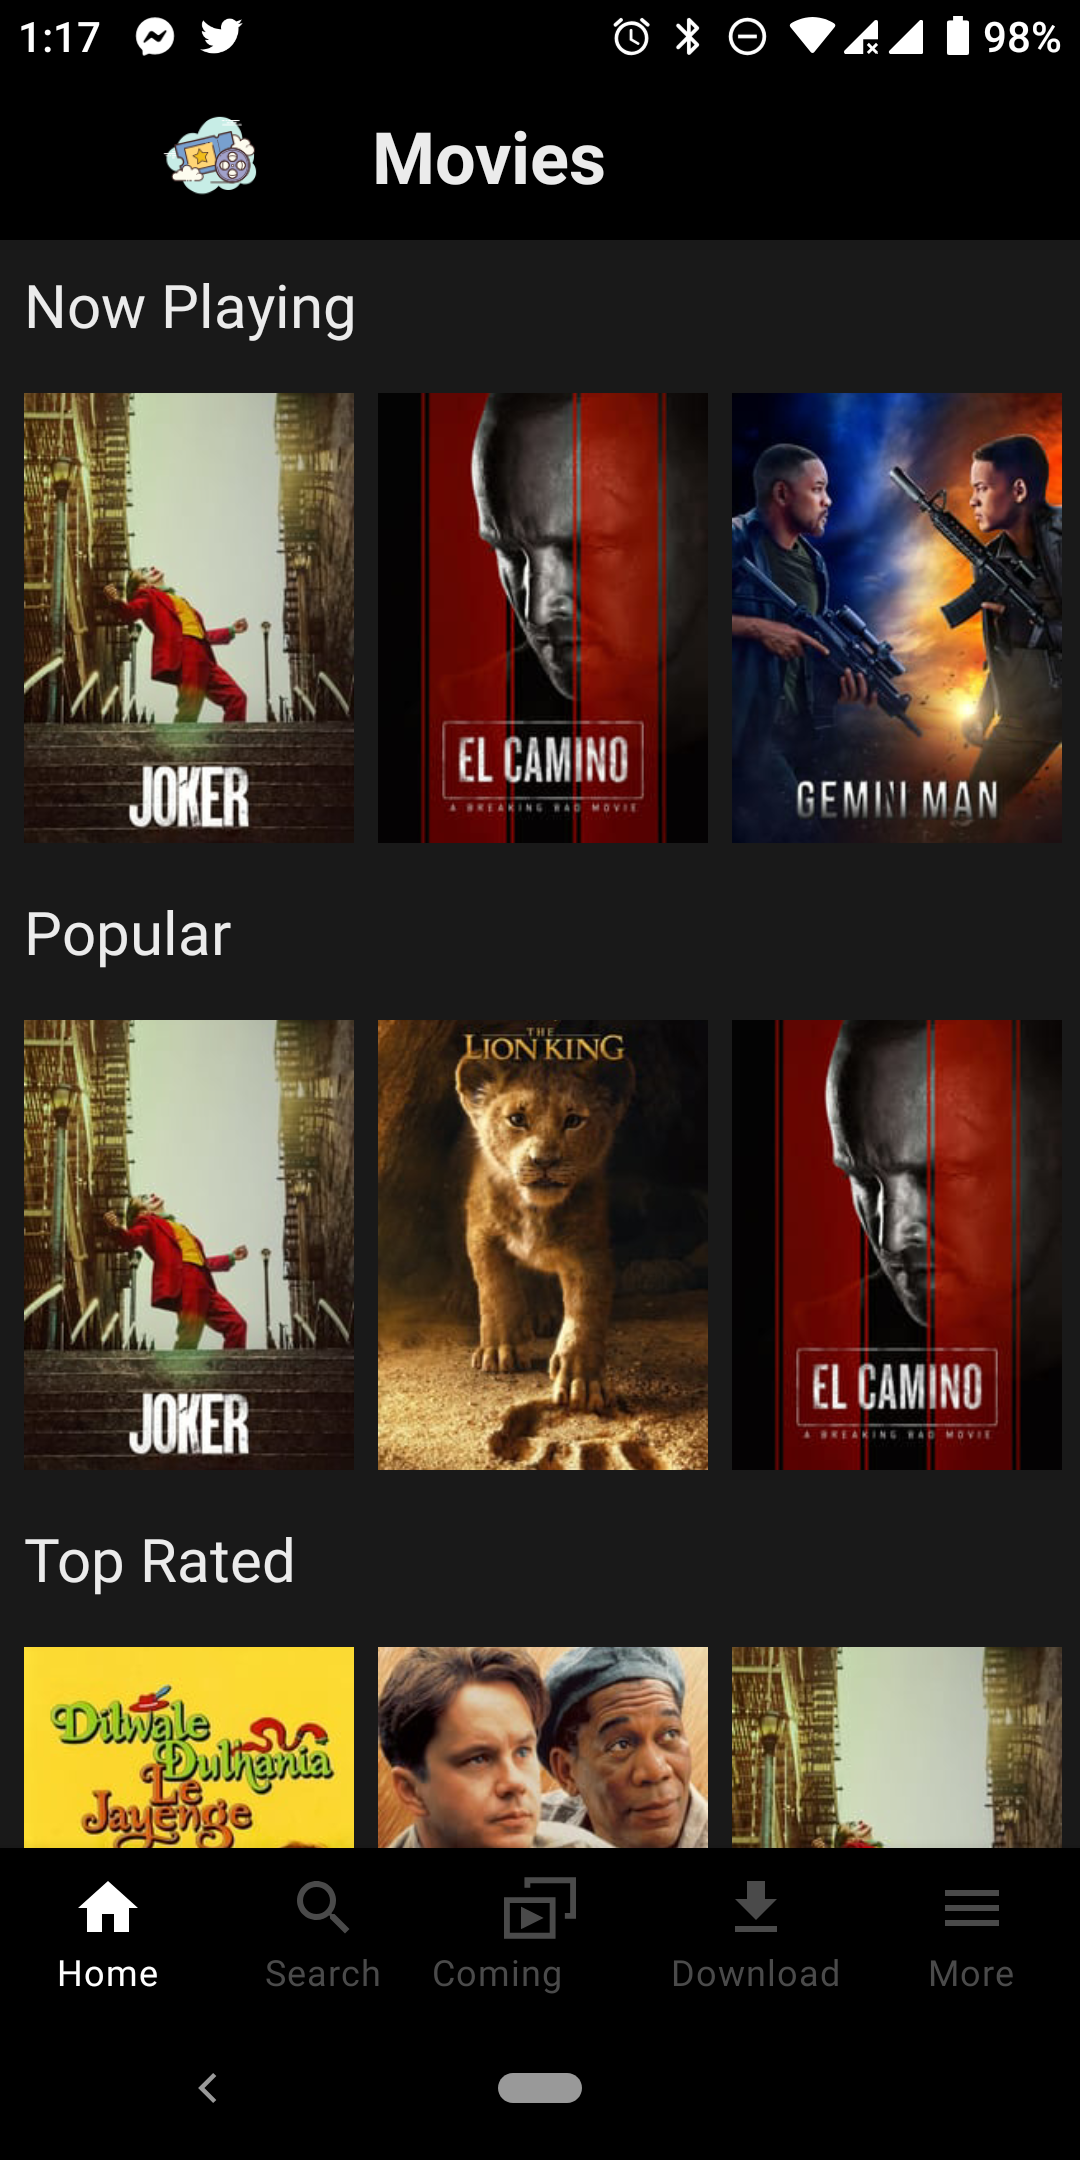 1:17
98%
Movies
Now Playing
JOKER
EL CAMINO
A BREAKING BAD MOVIE
GEMINI MAN
Popular
JOKER
THE
LION KING
EL CAMINO
A BREAKING BAD MOVIE
Top Rated
Dilwale
Dulhania
Le
Jayenge
Home
Search
Coming
Download
More